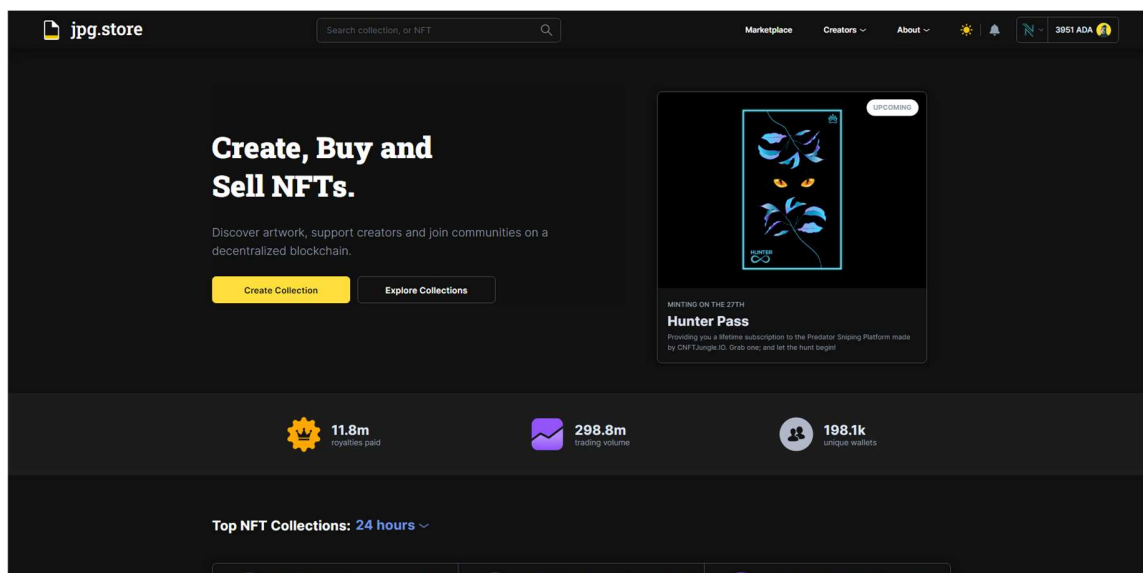 jpg.store
Search collection, or NFT
Marketplace
Creators
About
3951 ADA
Create, Buy and
Sell NFTs.
Discover artwork, support creators and join communities on a
decentralized blockchain.
Create Collection
Explore Collections
UPCOMING
HUNTER
MINTING ON THE 27TH
Hunter Pass
Providing you a lifetime subscription to the Predator Sniping Platform made
by CNFTJungle.IO. Grab one; and let the hunt begin!
11.8m
royalties paid
298.8m
trading volume
198.1k
unique wallets
Top NFT Collections: 24 hours